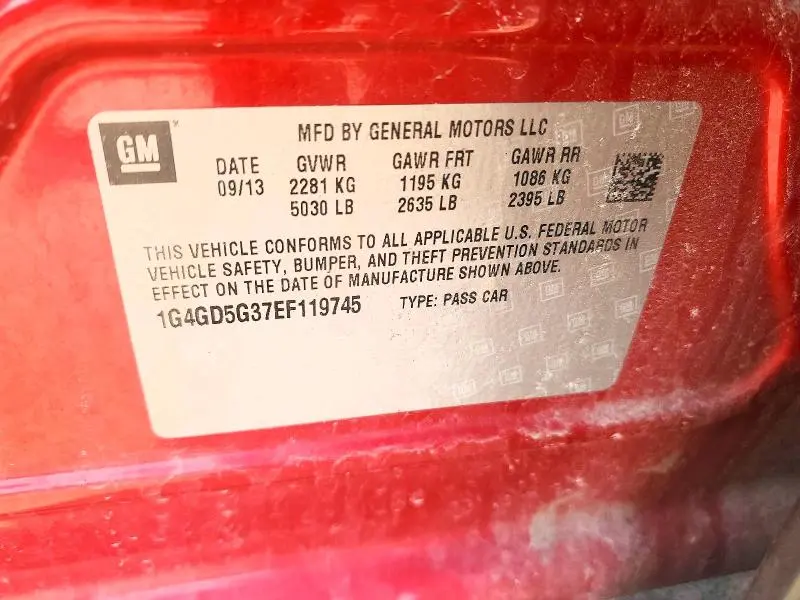 GM
MFD BY GENERAL MOTORS LLC
DATE GVWR GAWR FRT GAWR RR
09/13 2281 KG 1195 KG 1086 KG
5030 LB 2635 LB 2395 LB
THIS VEHICLE CONFORMS TO ALL APPLICABLE U.S. FEDERAL MOTOR
VEHICLE SAFETY, BUMPER, AND THEFT PREVENTION STANDARDS IN
EFFECT ON THE DATE OF MANUFACTURE SHOWN ABOVE.
1G4GD5G37EF119745 TYPE: PASS CAR